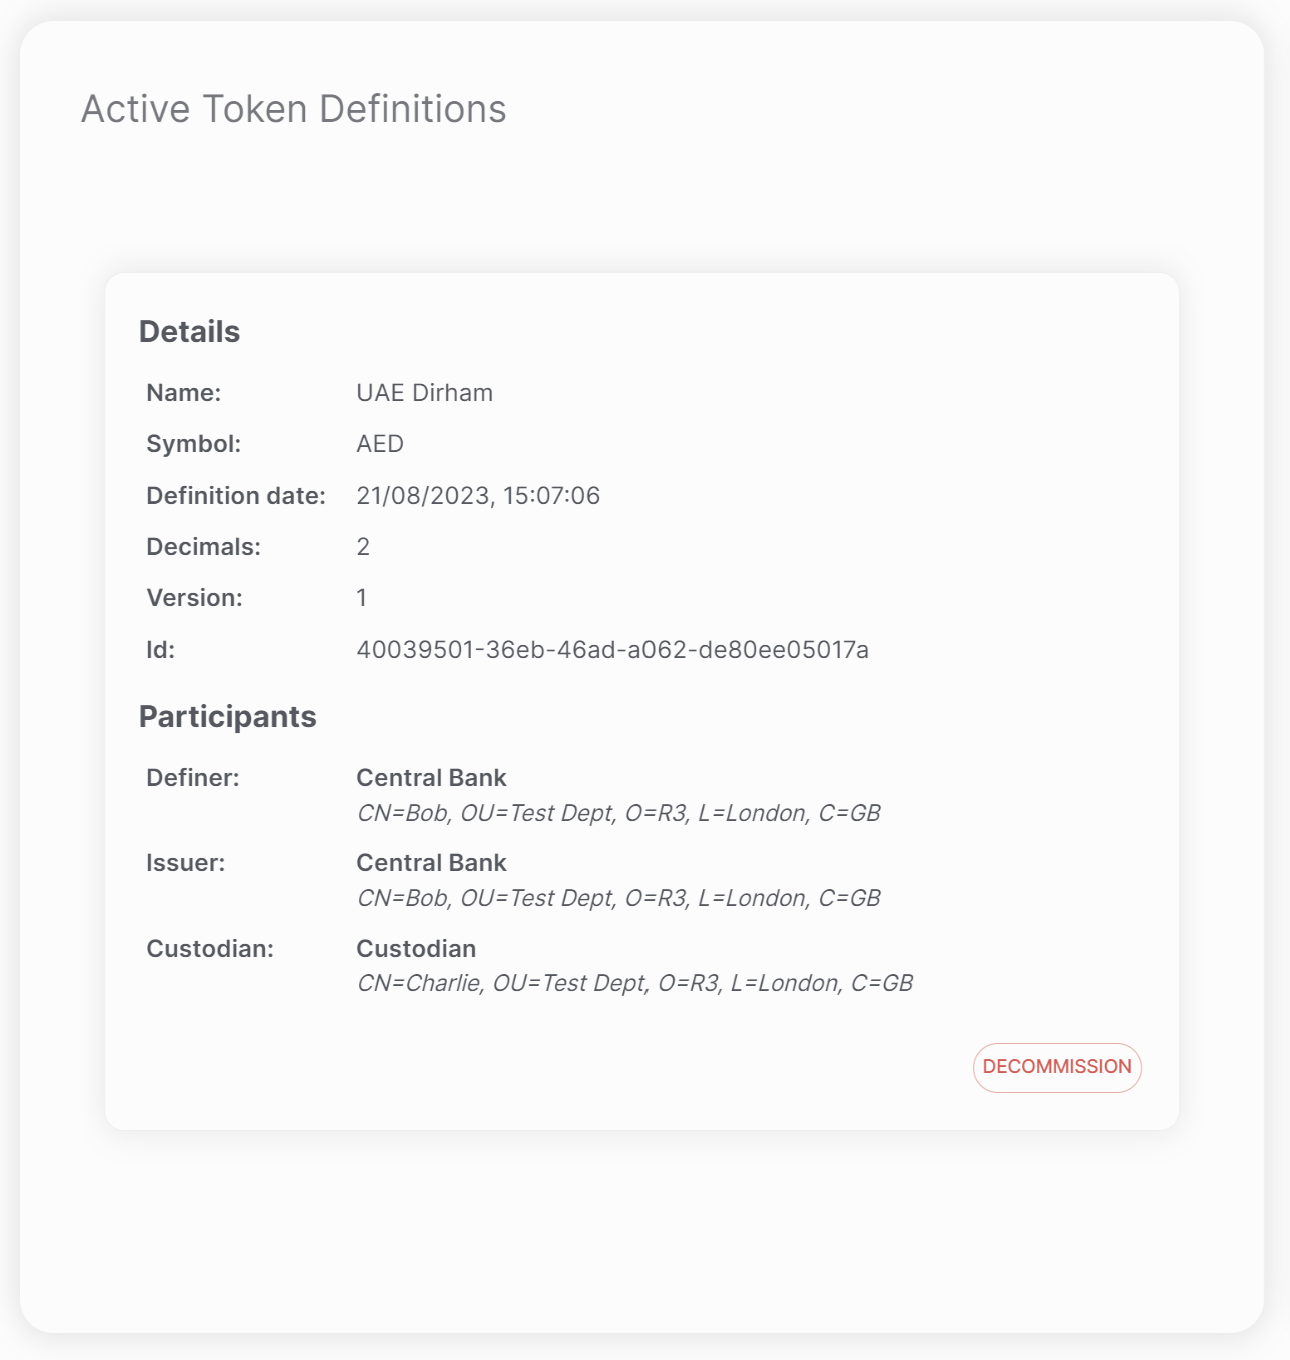 Active Token Definitions
Details
Name: UAE Dirham
Symbol: AED
Definition date: 21/08/2023, 15:07:06
Decimals: 2
Version: 1
Id: 40039501-36eb-46ad-a062-de80ee05017a
Participants
Definer: Central Bank
CN=Bob, OU=Test Dept, O=R3, L=London, C=GB
Issuer: Central Bank
CN=Bob, OU=Test Dept, O=R3, L=London, C=GB
Custodian: Custodian
CN=Charlie, OU=Test Dept, O=R3, L=London, C=GB
DECOMMISSION